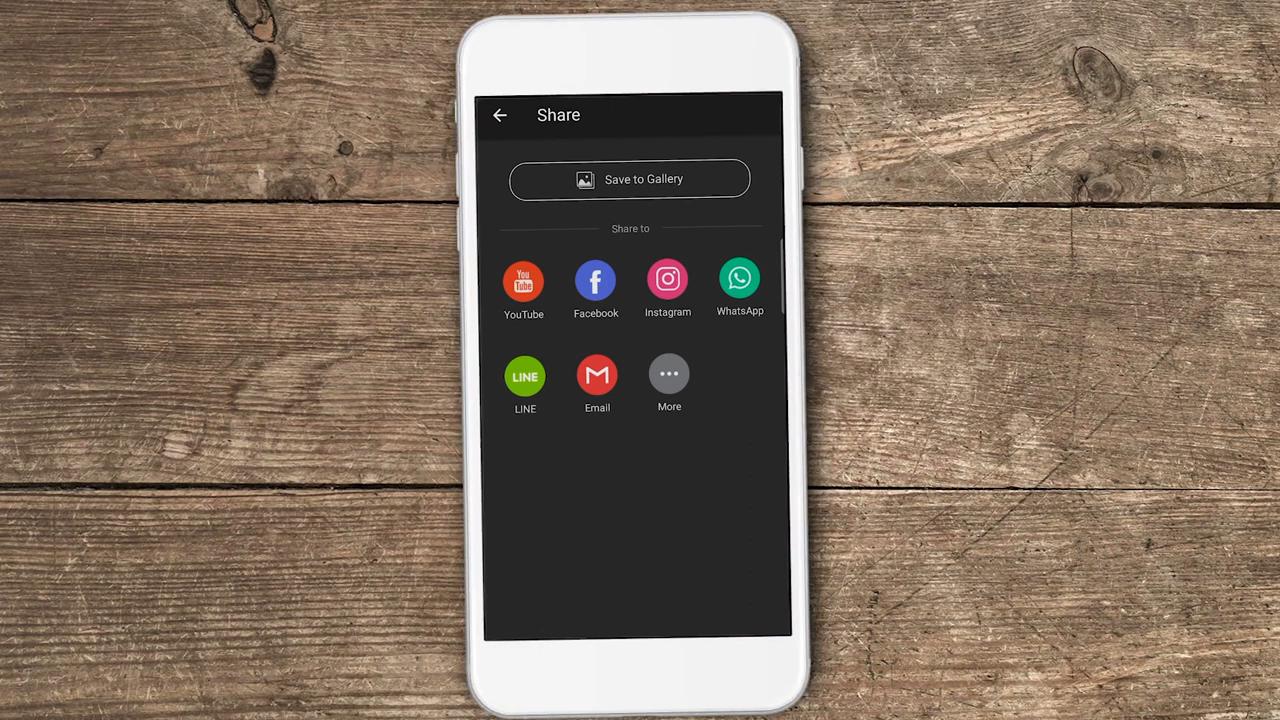 Share
Save to Gallery
Share to
You
Tube
f
YouTube
Facebook
Instagram
WhatsApp
LINE
M
LINE
Email
More